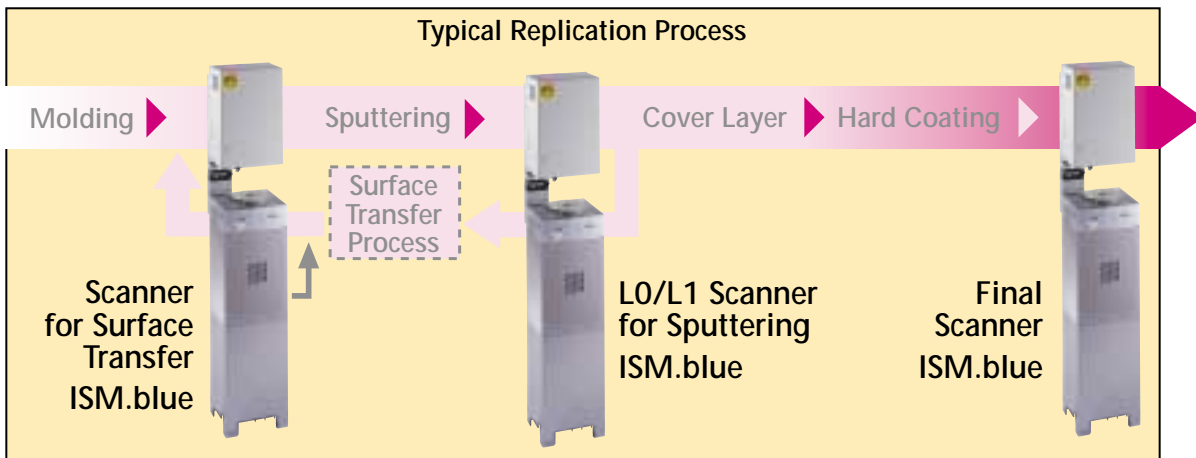 Typical Replication Process
Molding
Sputtering
Cover Layer
Hard Coating
Surface
Transfer
Process
Scanner
for Surface
Transfer
ISM.blue
L0/L1 Scanner
for Sputtering
ISM.blue
Final
Scanner
ISM.blue